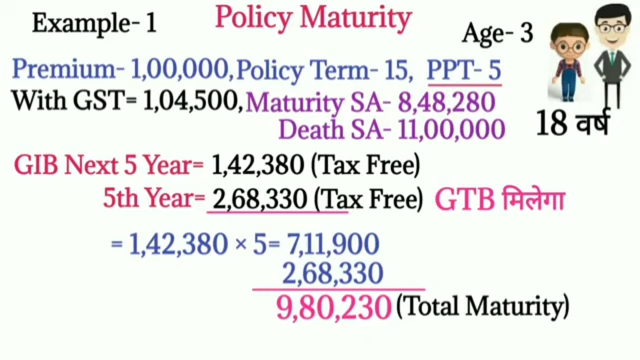 Example- 1
Policy Maturity
Age- 3
Premium- 1,00,000, Policy Term- 15, PPT- 5
With GST= 1,04,500, Maturity SA- 8,48,280
Death SA- 11,00,000
18 वर्ष
GIB Next 5 Year= 1,42,380 (Tax Free)
5th Year= 2,68,330 (Tax Free) GTB मिलेगा
= 1,42,380 × 5= 7,11,900
2,68,330
9,80,230 (Total Maturity)